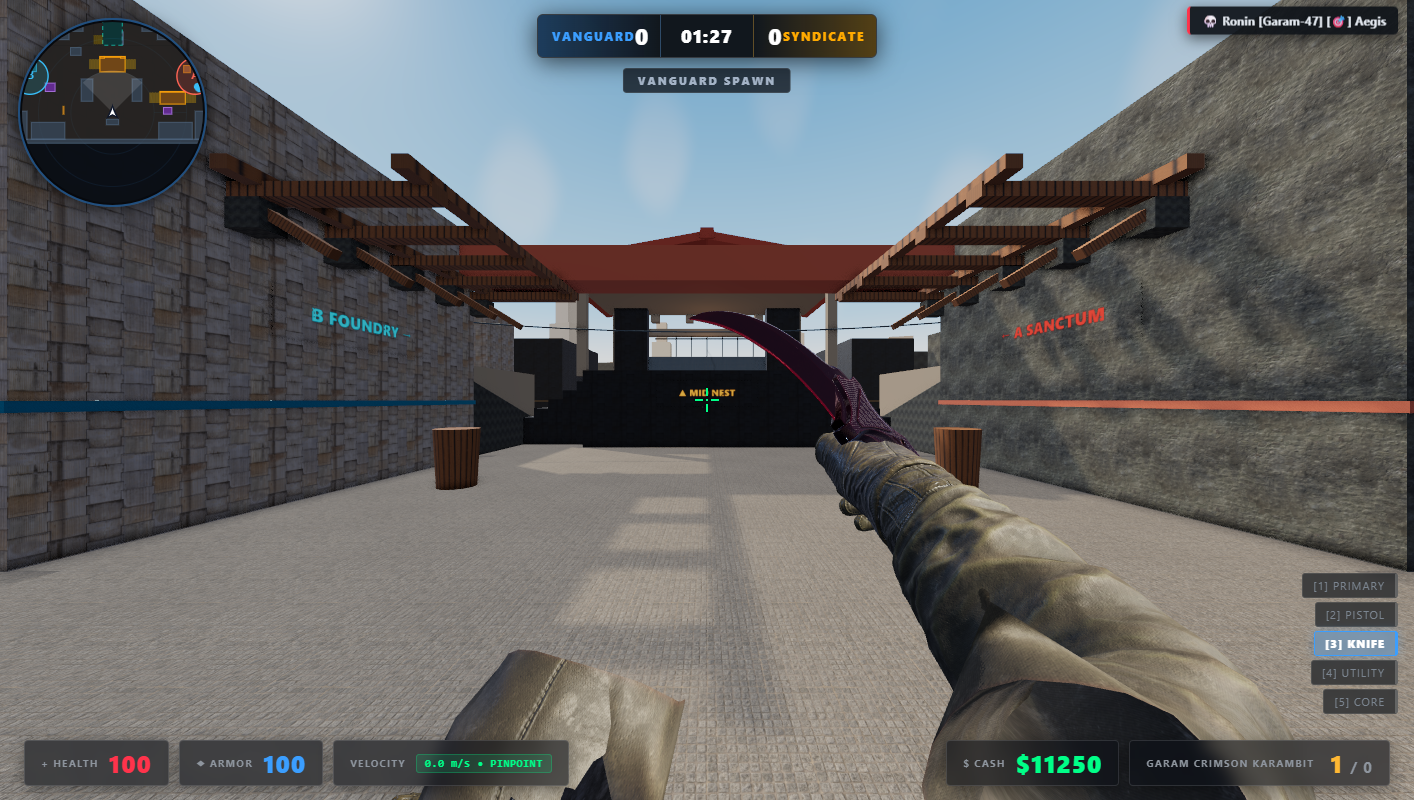 VANGUARD 0 01:27 0 SYNDICATE
VANGUARD SPAWN
Ronin [Garam-47] [🎯] Aegis
B
A
B FOUNDRY
A SANCTUM
▲ MID NEST
[1] PRIMARY
[2] PISTOL
[3] KNIFE
[4] UTILITY
[5] CORE
+ HEALTH 100
◆ ARMOR 100
VELOCITY 0.0 m/s • PINPOINT
$ CASH $11250
GARAM CRIMSON KARAMBIT 1 / 0